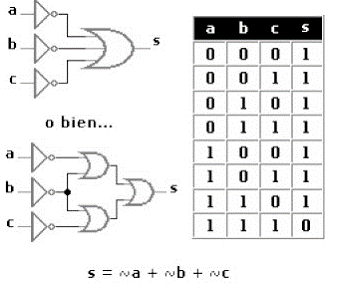 a
b
c
s
o bien...
a
b
c
s
a b c s
0 0 0 1
0 0 1 1
0 1 0 1
0 1 1 1
1 0 0 1
1 0 1 1
1 1 0 1
1 1 1 0
s = ~a + ~b + ~c